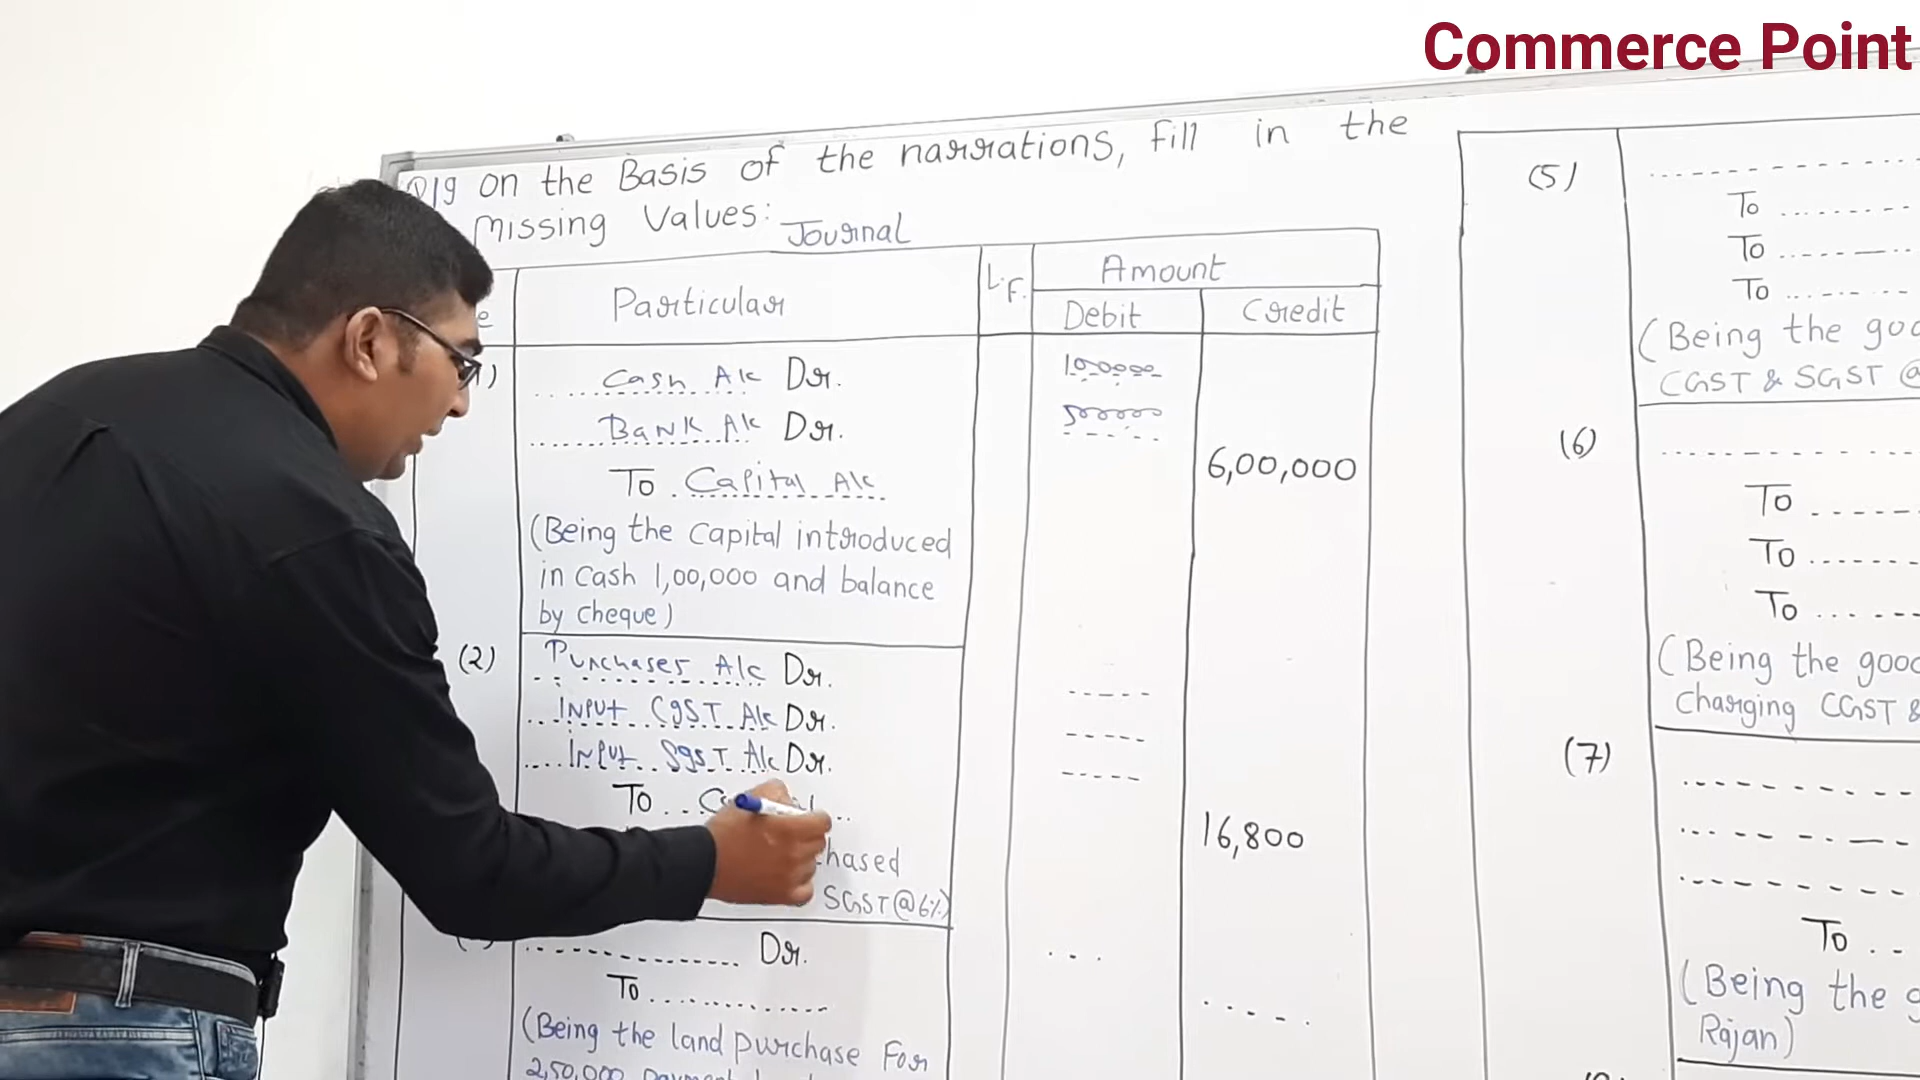 Commerce Point
Q19 on the Basis of the narrations, fill in the
Missing Values:
Journal
Particular
L.F.
Amount
Debit
Credit
Cash A/c Dr.
100000
Bank A/c Dr.
500000
To Capital A/c
6,00,000
(Being the Capital introduced
in Cash 1,00,000 and balance
by cheque)
(2)
Purchases A/c Dr.
Input CGST A/c Dr.
Input SGST A/c Dr.
To
16,800
SGST @6%)
Dr.
To
(Being the land purchase For
2,50,000
(5)
To
To
To
(Being the
CGST & SGST @
(6)
To
To
To
(Being the
Charging CGST &
(7)
To
(Being the
Rajan)